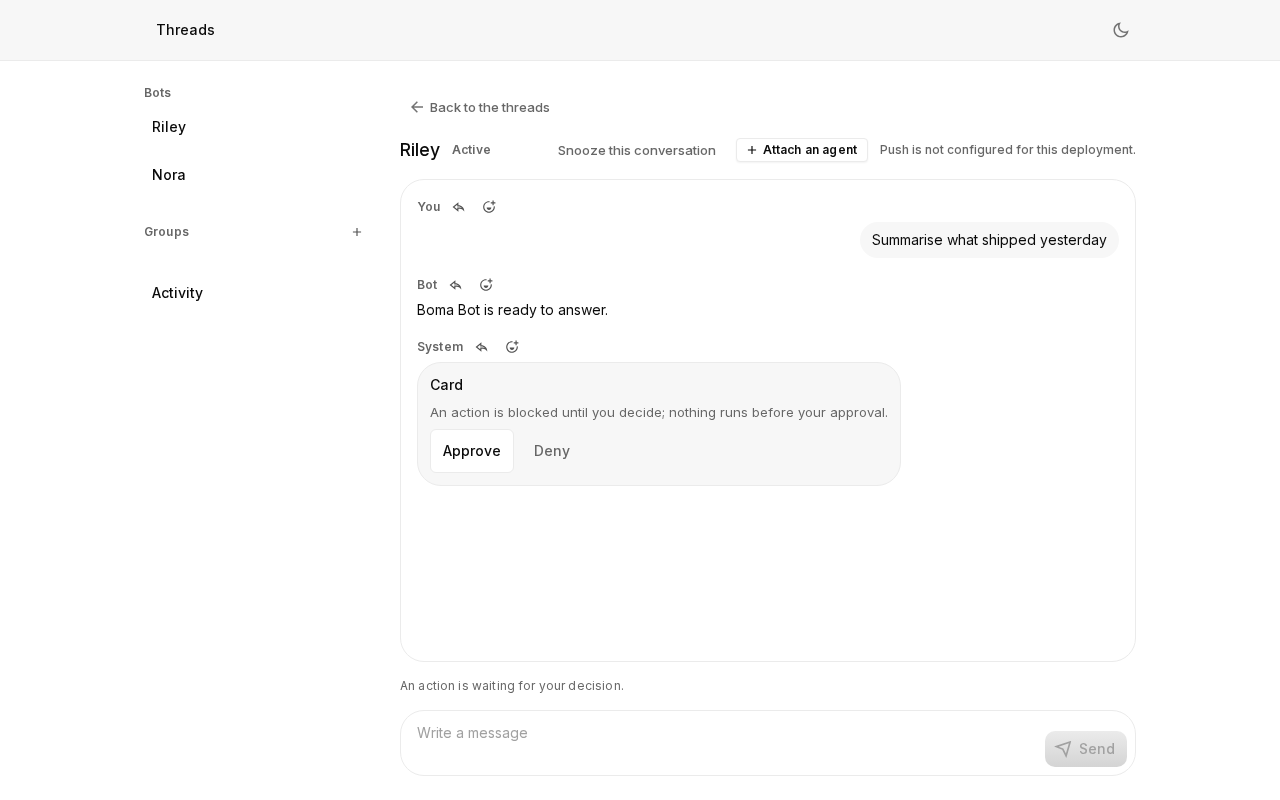 Threads
Bots
Riley
Nora
Groups
Activity
Back to the threads
Riley
Active
Snooze this conversation
Attach an agent
Push is not configured for this deployment.
You
Summarise what shipped yesterday
Bot
Boma Bot is ready to answer.
System
Card
An action is blocked until you decide; nothing runs before your approval.
Approve
Deny
An action is waiting for your decision.
Write a message
Send